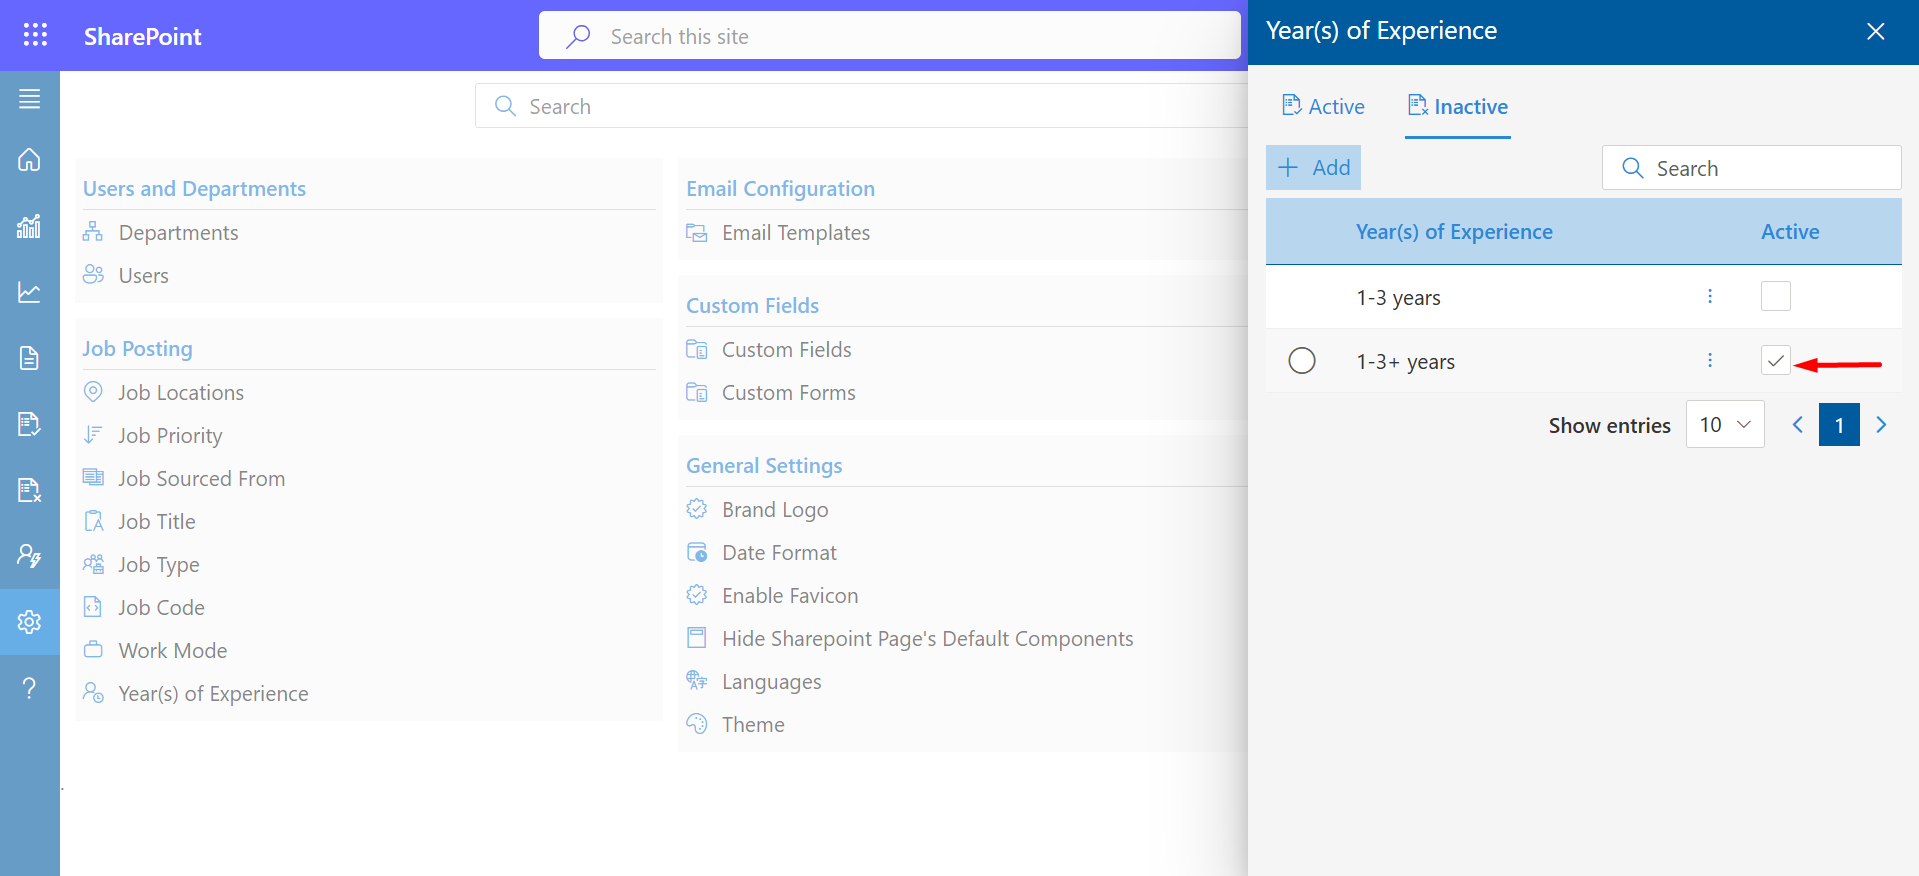 SharePoint
Search this site
Search
Users and Departments
Departments
Users
Job Posting
Job Locations
Job Priority
Job Sourced From
Job Title
Job Type
Job Code
Work Mode
Year(s) of Experience
Email Configuration
Email Templates
Custom Fields
Custom Fields
Custom Forms
General Settings
Brand Logo
Date Format
Enable Favicon
Hide Sharepoint Page's Default Components
Languages
Theme
Year(s) of Experience
Active Inactive
Add Search
Year(s) of Experience Active
1-3 years
1-3+ years
Show entries 10 1